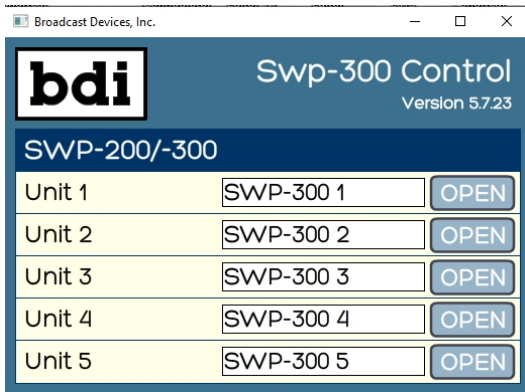 Broadcast Devices, Inc.
bdi
Swp-300 Control
Version 5.7.23
SWP-200/-300
Unit 1 SWP-300 1 OPEN
Unit 2 SWP-300 2 OPEN
Unit 3 SWP-300 3 OPEN
Unit 4 SWP-300 4 OPEN
Unit 5 SWP-300 5 OPEN